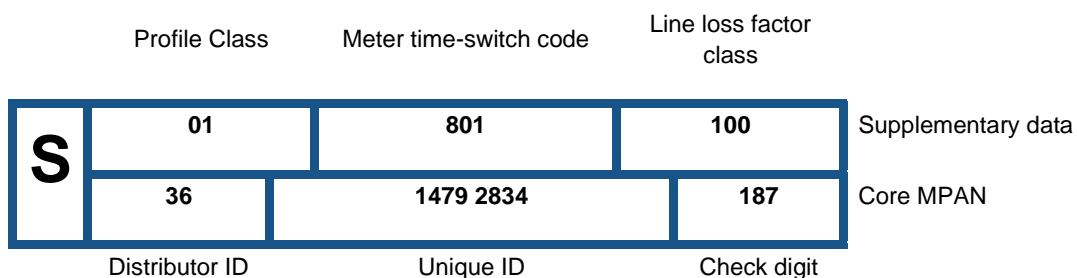 Profile Class Meter time-switch code Line loss factor
class
S
01 801 100 Supplementary data
36 1479 2834 187 Core MPAN
Distributor ID Unique ID Check digit